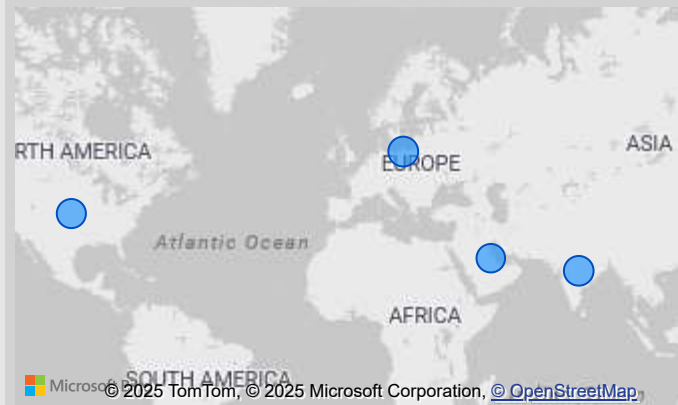 RTH AMERICA
EUROPE
ASIA
Atlantic Ocean
AFRICA
SOUTH AMERICA
Microsoft
© 2025 TomTom, © 2025 Microsoft Corporation, © OpenStreetMap